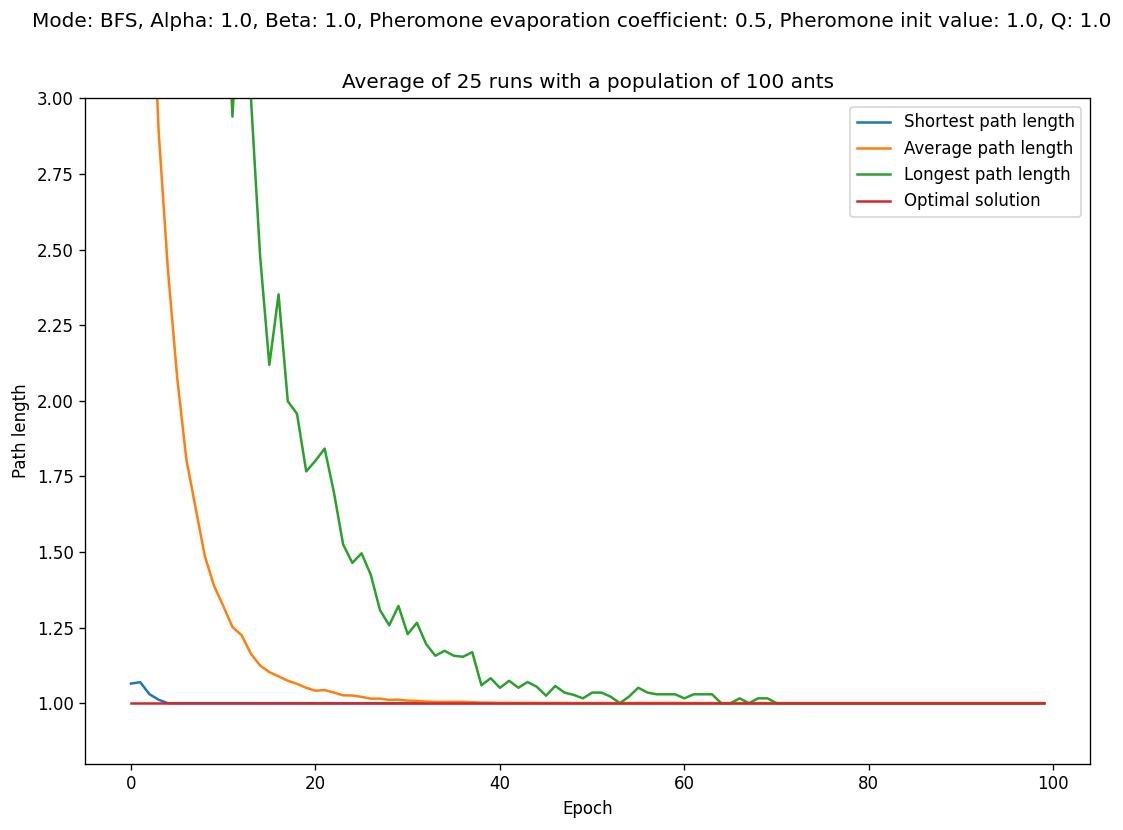 Mode: BFS, Alpha: 1.0, Beta: 1.0, Pheromone evaporation coefficient: 0.5, Pheromone init value: 1.0, Q: 1.0
Average of 25 runs with a population of 100 ants
Shortest path length
Average path length
Longest path length
Optimal solution
Path length
3.00
2.75
2.50
2.25
2.00
1.75
1.50
1.25
1.00
0
20
40
60
80
100
Epoch